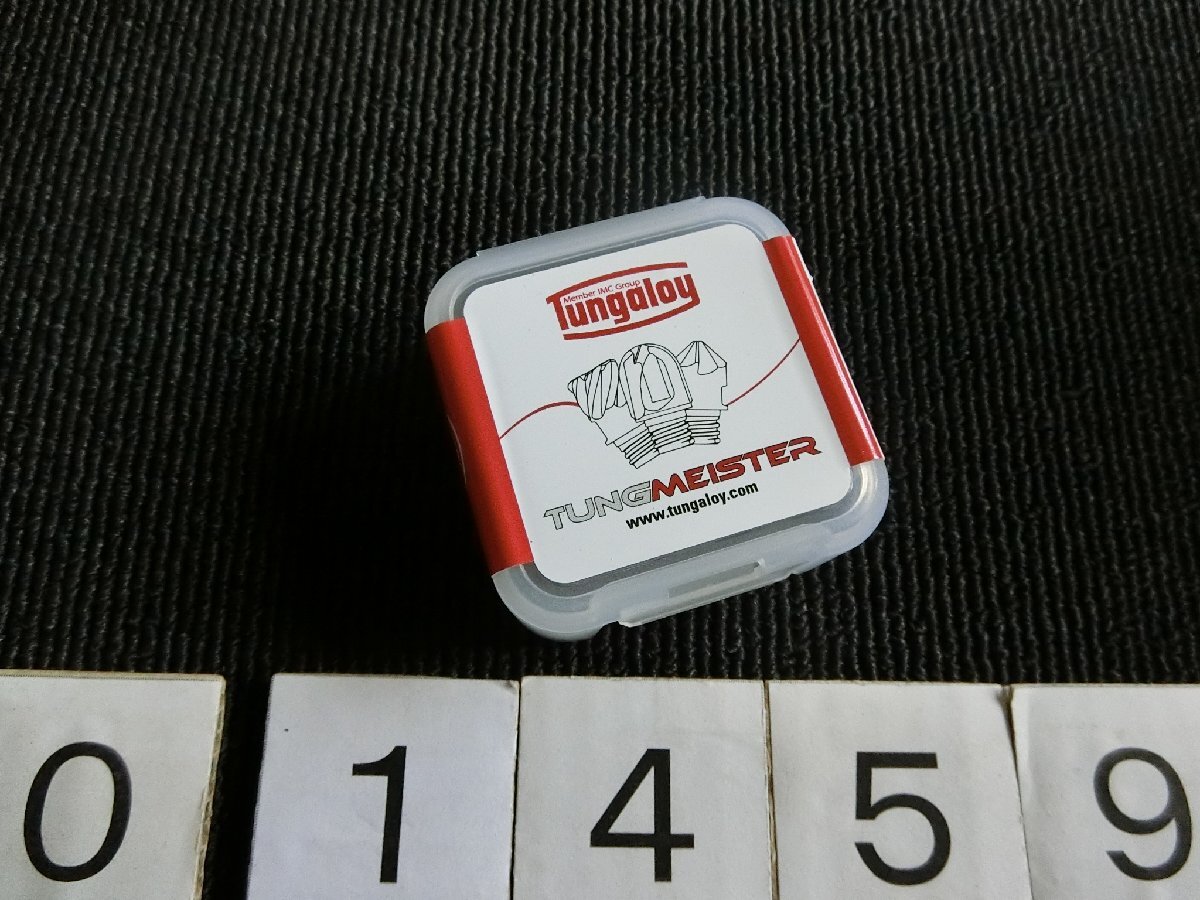 Member IMC Group
Tungaloy
TUNGMEISTER
www.tungaloy.com
0 1 4 5 9